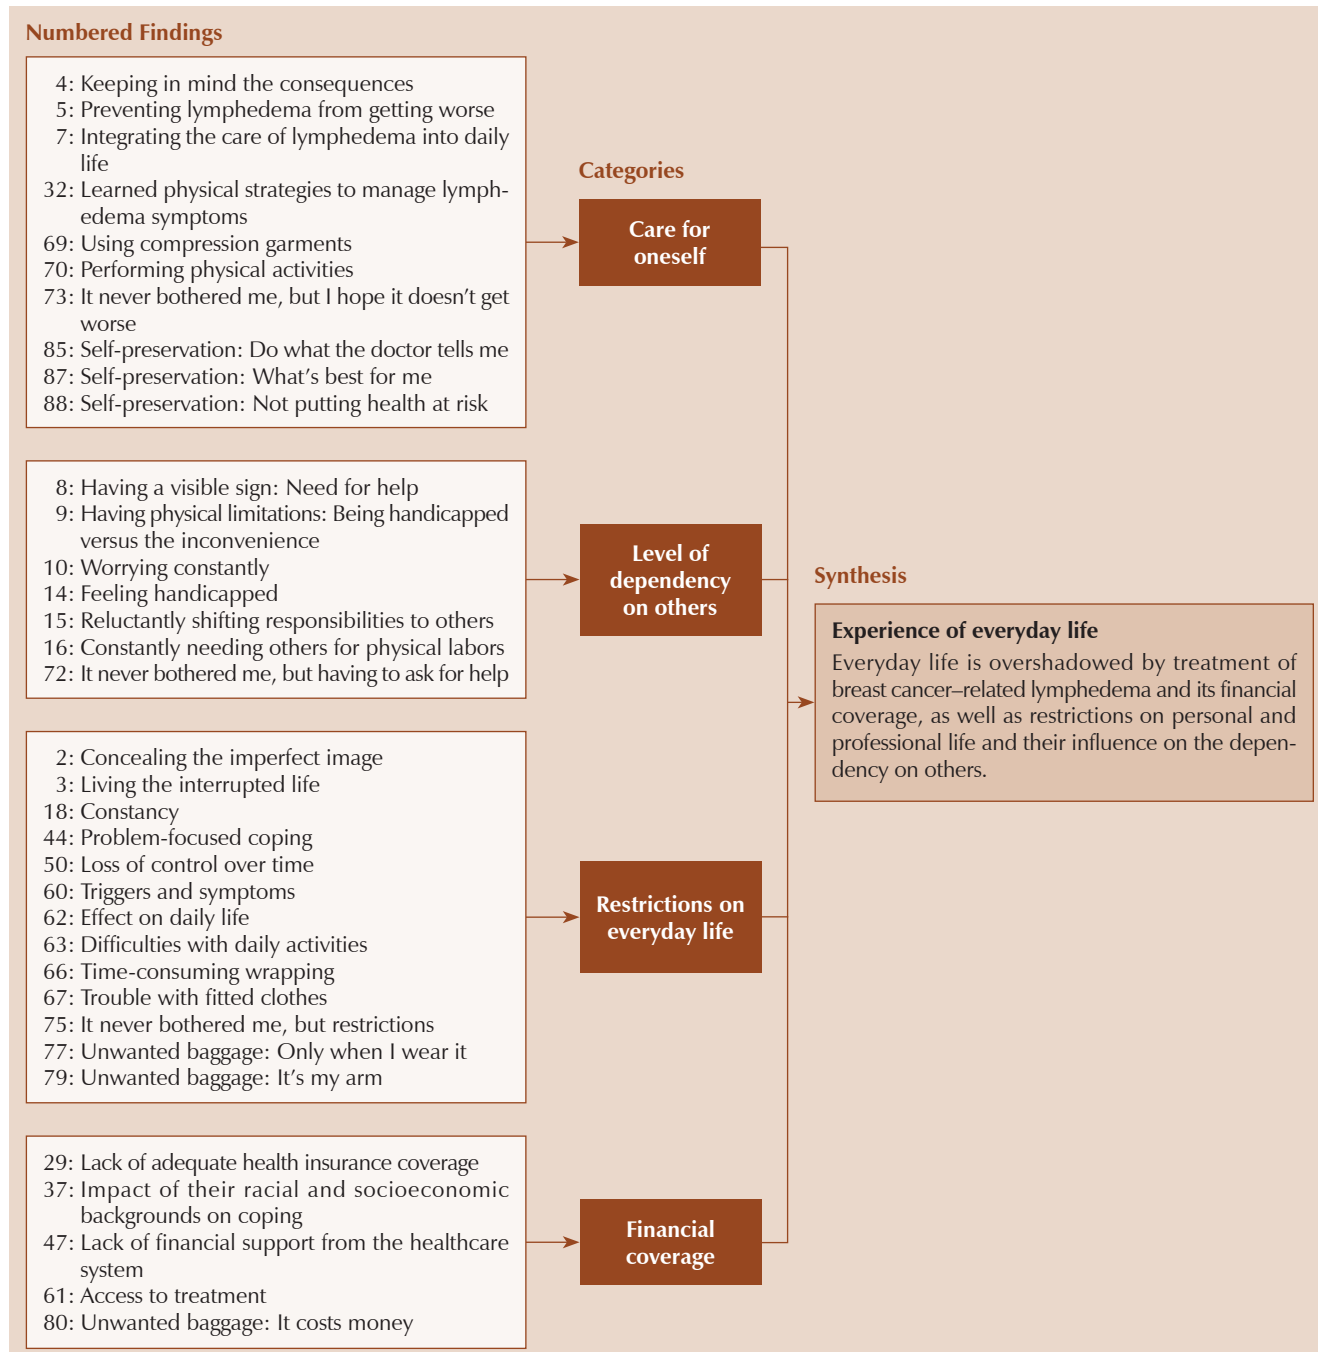 Numbered Findings
4: Keeping in mind the consequences
5: Preventing lymphedema from getting worse
7: Integrating the care of lymphedema into daily
life
32: Learned physical strategies to manage lymph-
edema symptoms
69: Using compression garments
70: Performing physical activities
73: It never bothered me, but I hope it doesn’t get
worse
85: Self-preservation: Do what the doctor tells me
87: Self-preservation: What’s best for me
88: Self-preservation: Not putting health at risk
Categories
Care for
oneself
8: Having a visible sign: Need for help
9: Having physical limitations: Being handicapped
versus the inconvenience
10: Worrying constantly
14: Feeling handicapped
15: Reluctantly shifting responsibilities to others
16: Constantly needing others for physical labors
72: It never bothered me, but having to ask for help
Level of
dependency
on others
2: Concealing the imperfect image
3: Living the interrupted life
18: Constancy
44: Problem-focused coping
50: Loss of control over time
60: Triggers and symptoms
62: Effect on daily life
63: Difficulties with daily activities
66: Time-consuming wrapping
67: Trouble with fitted clothes
75: It never bothered me, but restrictions
77: Unwanted baggage: Only when I wear it
79: Unwanted baggage: It’s my arm
Restrictions on
everyday life
29: Lack of adequate health insurance coverage
37: Impact of their racial and socioeconomic
backgrounds on coping
47: Lack of financial support from the healthcare
system
61: Access to treatment
80: Unwanted baggage: It costs money
Financial
coverage
Synthesis
Experience of everyday life
Everyday life is overshadowed by treatment of
breast cancer–related lymphedema and its financial
coverage, as well as restrictions on personal and
professional life and their influence on the depen-
dency on others.